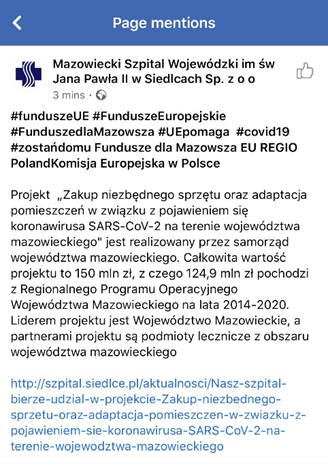 Page mentions
Mazowiecki Szpital Wojewódzki im św
Jana Pawła II w Siedlcach Sp. z o o
3 mins ·
#funduszeUE #FunduszeEuropejskie
#FunduszedlaMazowsza #UEpomaga #covid19
#zostańdomu Fundusze dla Mazowsza EU REGIO
PolandKomisja Europejska w Polsce
Projekt „Zakup niezbędnego sprzętu oraz adaptacja
pomieszczeń w związku z pojawieniem się
koronawirusa SARS-CoV-2 na terenie województwa
mazowieckiego" jest realizowany przez samorząd
województwa mazowieckiego. Całkowita wartość
projektu to 150 mln zł, z czego 124,9 mln zł pochodzi
z Regionalnego Programu Operacyjnego
Województwa Mazowieckiego na lata 2014-2020.
Liderem projektu jest Województwo Mazowieckie, a
partnerami projektu są podmioty lecznicze z obszaru
województwa mazowieckiego
http://szpital.siedlce.pl/aktualnosci/Nasz-szpital-
bierze-udzial-w-projekcie-Zakup-niezbednego-
sprzetu-oraz-adaptacja-pomieszczen-w-zwiazku-z-
pojawieniem-sie-koronawirusa-SARS-CoV-2-na-
terenie-wojewodztwa-mazowieckiego